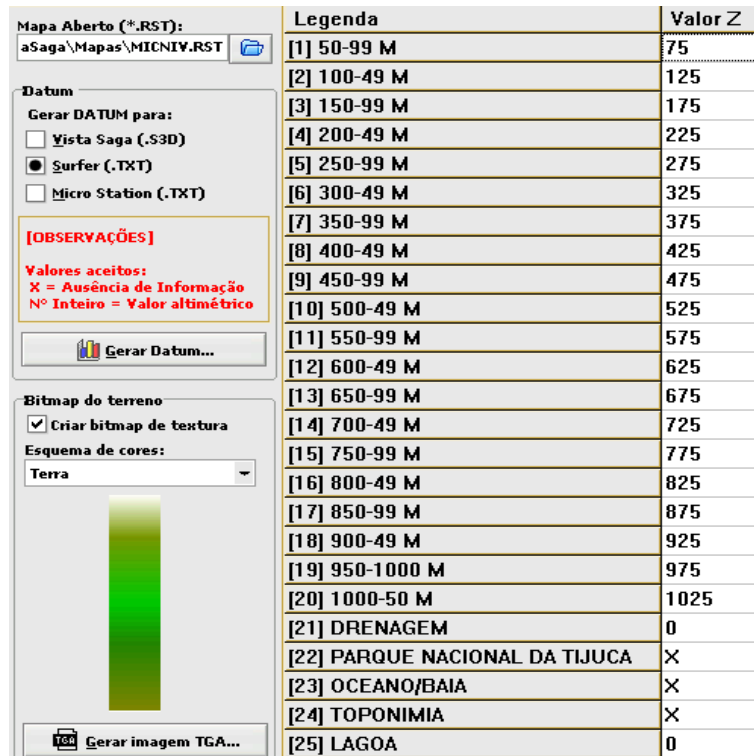 Mapa Aberto (*.RST):
aSaga\Mapas\MICNIV.RST
Datum
Gerar DATUM para:
Vista Saga (.S3D)
Surfer (.TXT)
Micro Station (.TXT)
[OBSERVAÇÕES]
Valores aceitos:
X = Ausência de Informação
Nº Inteiro = Valor altimétrico
Gerar Datum...
Bitmap do terreno
Criar bitmap de textura
Esquema de cores:
Terra
TGA
Gerar imagem TGA...
Legenda Valor Z
[1] 50-99 M 75
[2] 100-49 M 125
[3] 150-99 M 175
[4] 200-49 M 225
[5] 250-99 M 275
[6] 300-49 M 325
[7] 350-99 M 375
[8] 400-49 M 425
[9] 450-99 M 475
[10] 500-49 M 525
[11] 550-99 M 575
[12] 600-49 M 625
[13] 650-99 M 675
[14] 700-49 M 725
[15] 750-99 M 775
[16] 800-49 M 825
[17] 850-99 M 875
[18] 900-49 M 925
[19] 950-1000 M 975
[20] 1000-50 M 1025
[21] DRENAGEM 0
[22] PARQUE NACIONAL DA TIJUCA X
[23] OCEANO/BAIA X
[24] TOPONIMIA X
[25] LAGOA 0